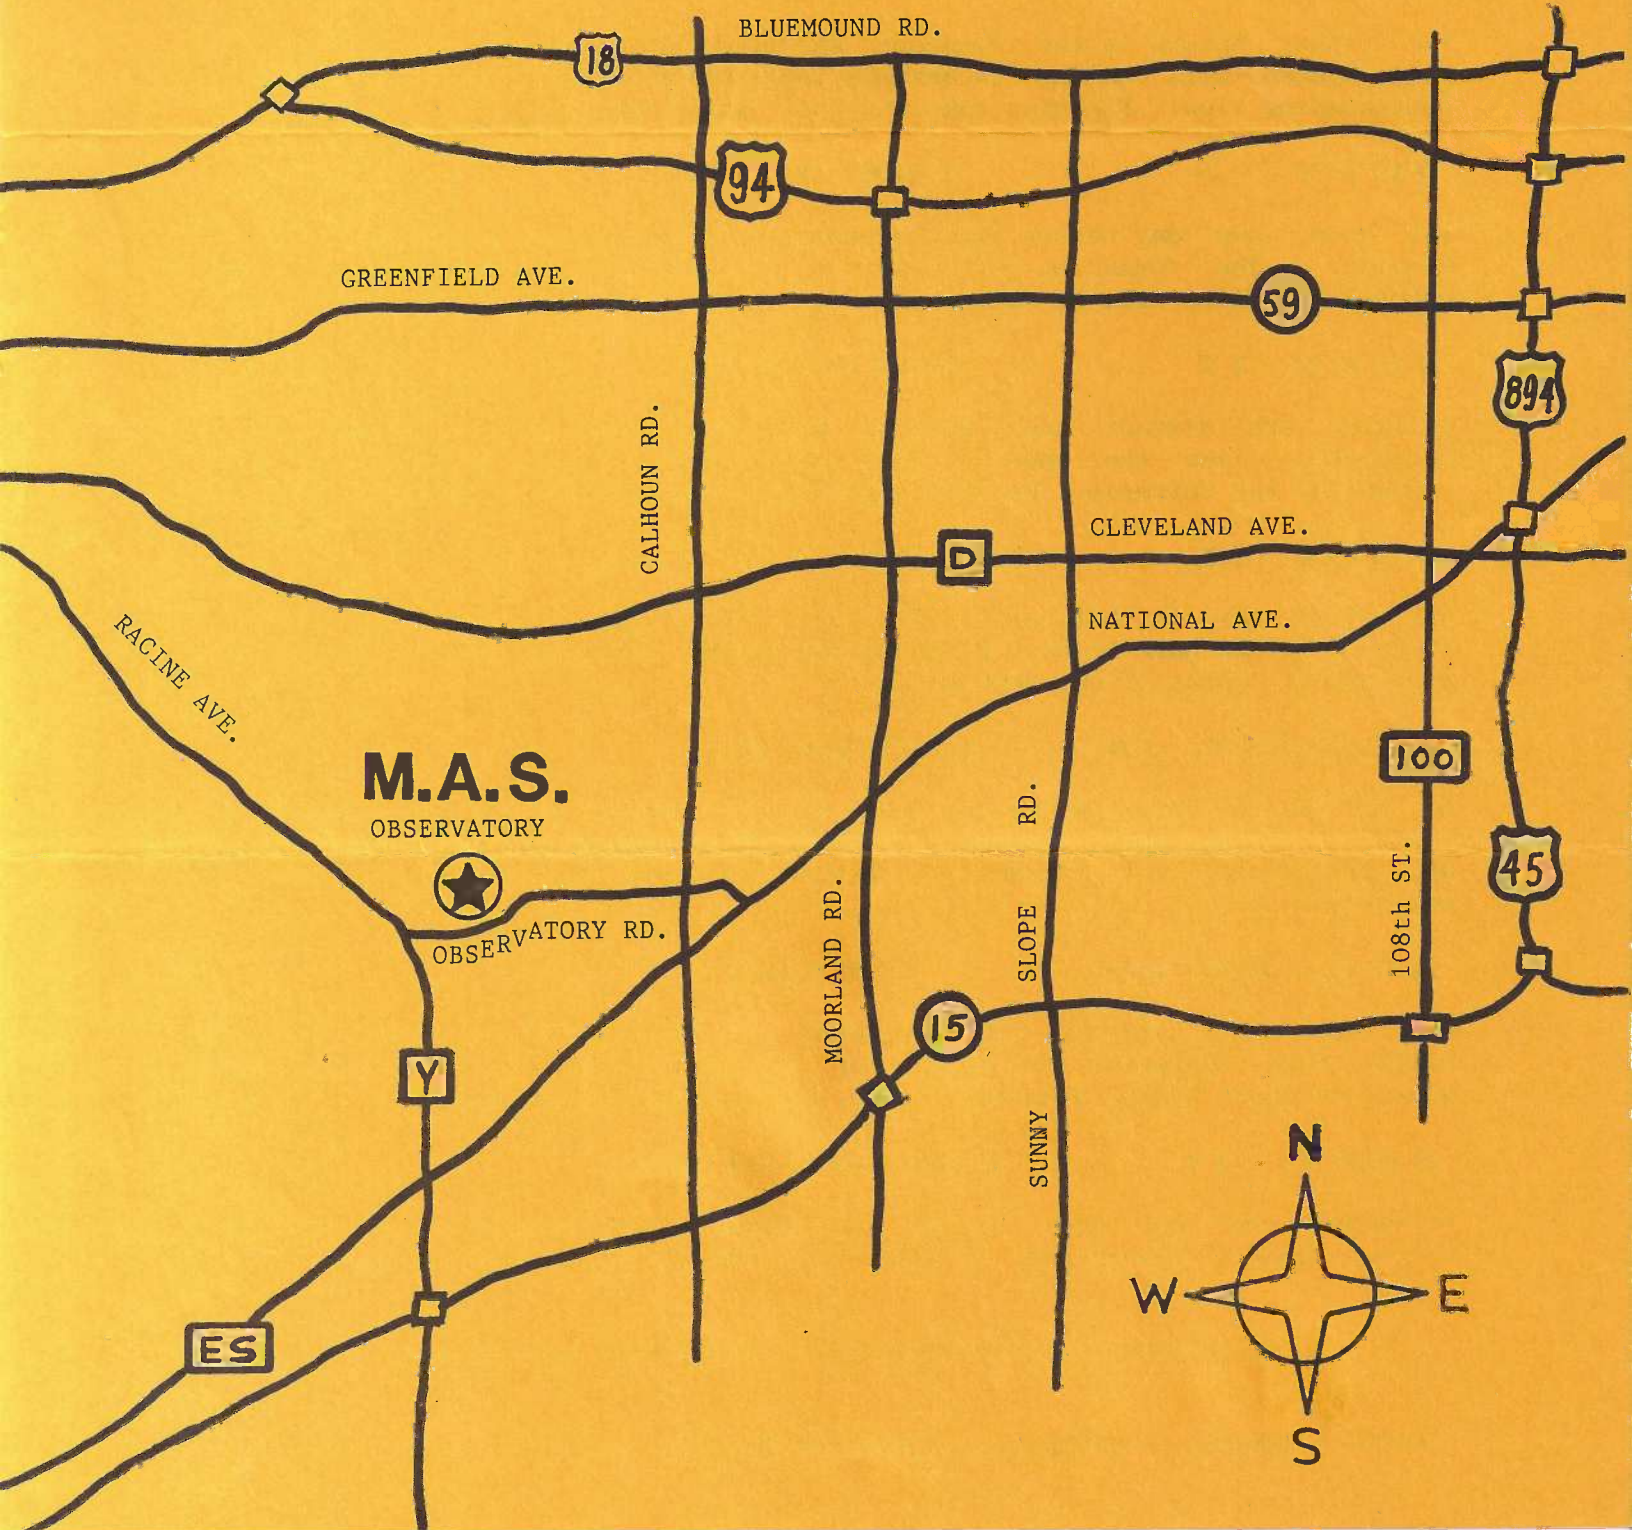 BLUEMOUND RD.
18
94
GREENFIELD AVE.
59
894
CALHOUN RD.
D
CLEVELAND AVE.
NATIONAL AVE.
RACINE AVE.
M.A.S.
OBSERVATORY
100
45
OBSERVATORY RD.
MOORLAND RD.
SUNNY SLOPE RD.
108th ST.
15
Y
ES
N
W
E
S